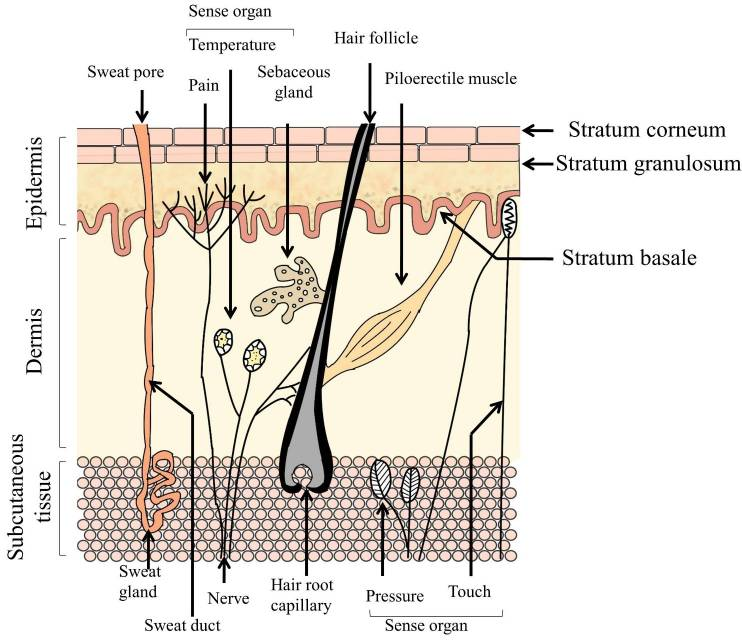 Sense organ
Temperature
Hair follicle
Sweat pore
Pain
Sebaceous
gland
Piloerectile muscle
Stratum corneum
Stratum granulosum
Epidermis
Stratum basale
Dermis
Subcutaneous
tissue
Sweat
gland
Sweat duct
Nerve
Hair root
capillary
Pressure
Touch
Sense organ